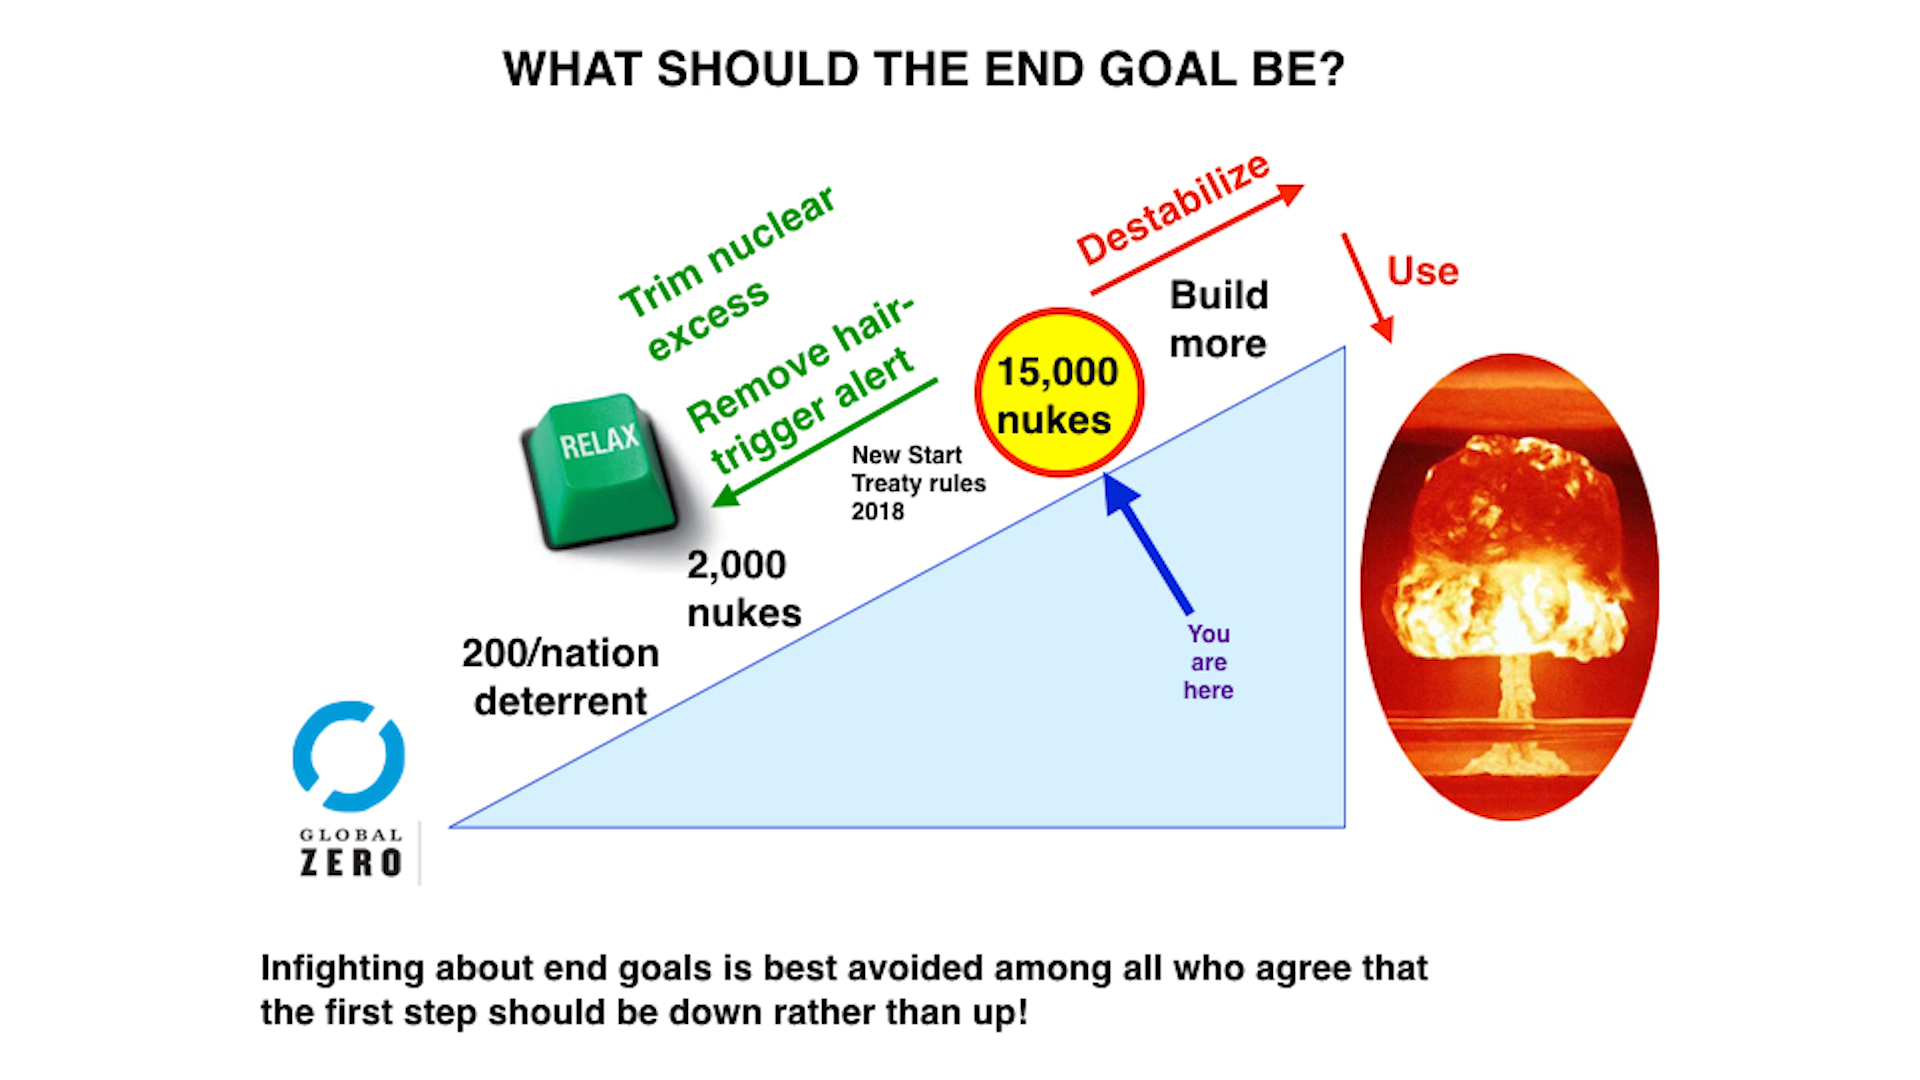 WHAT SHOULD THE END GOAL BE?
Destabilize
Use
Trim nuclear
excess
Build
more
Remove hair-
trigger alert
15,000
nukes
RELAX
New Start
Treaty rules
2018
2,000
nukes
200/nation
deterrent
You
are
here
GLOBAL
ZERO
Infighting about end goals is best avoided among all who agree that
the first step should be down rather than up!